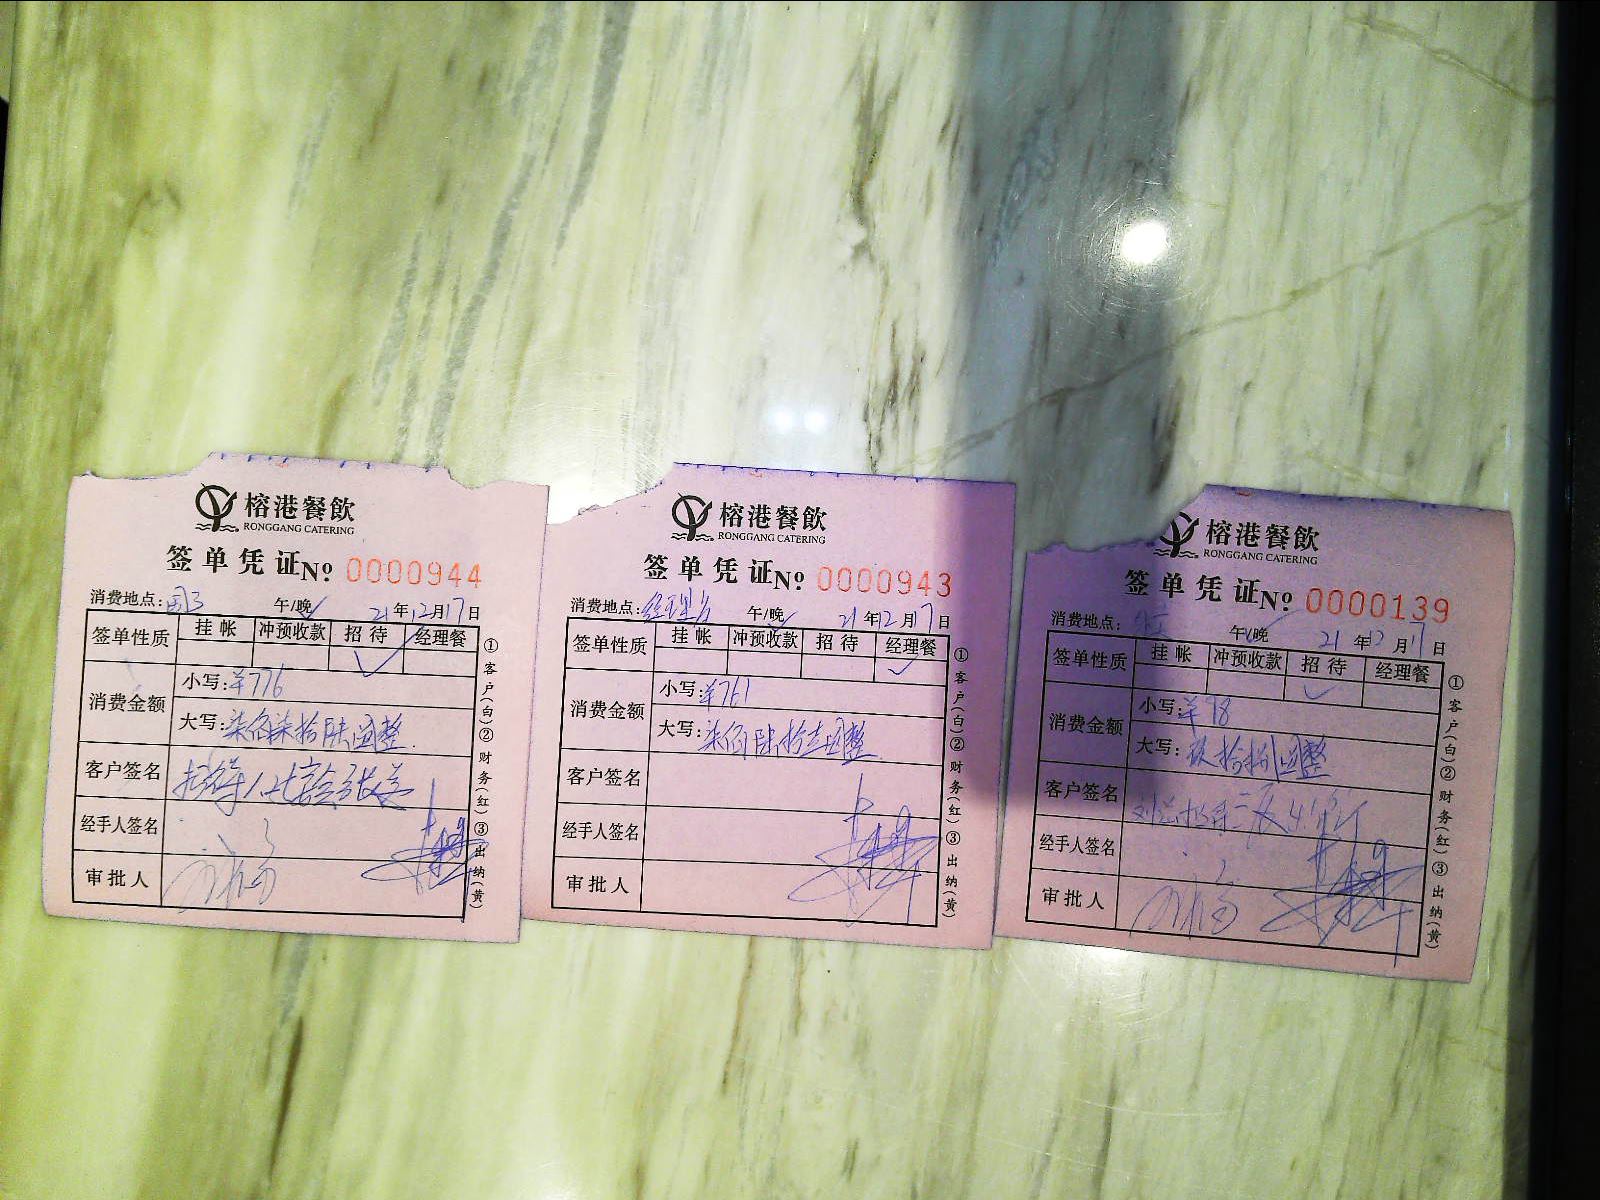 榕港餐飲
RONGGANG CATERING
签单凭证No 0000944
消费地点: 午/晚 21年12月17日
签单性质 挂帐 冲预收款 招待 经理餐
消费金额 小写:¥776
大写:柒佰柒拾陆圆整
客户签名
经手人签名
审批人
①客户(白)②财务(红)③出纳(黄)
榕港餐飲
RONGGANG CATERING
签单凭证No 0000943
消费地点: 午/晚 21年12月17日
签单性质 挂帐 冲预收款 招待 经理餐
消费金额 小写:¥761
大写:柒佰陆拾壹圆整
客户签名
经手人签名
审批人
①客户(白)②财务(红)③出纳(黄)
榕港餐飲
RONGGANG CATERING
签单凭证No 0000139
消费地点: 午/晚 21年12月17日
签单性质 挂帐 冲预收款 招待 经理餐
消费金额 小写:¥98
大写:玖拾捌圆整
客户签名
经手人签名
审批人
①客户(白)②财务(红)③出纳(黄)